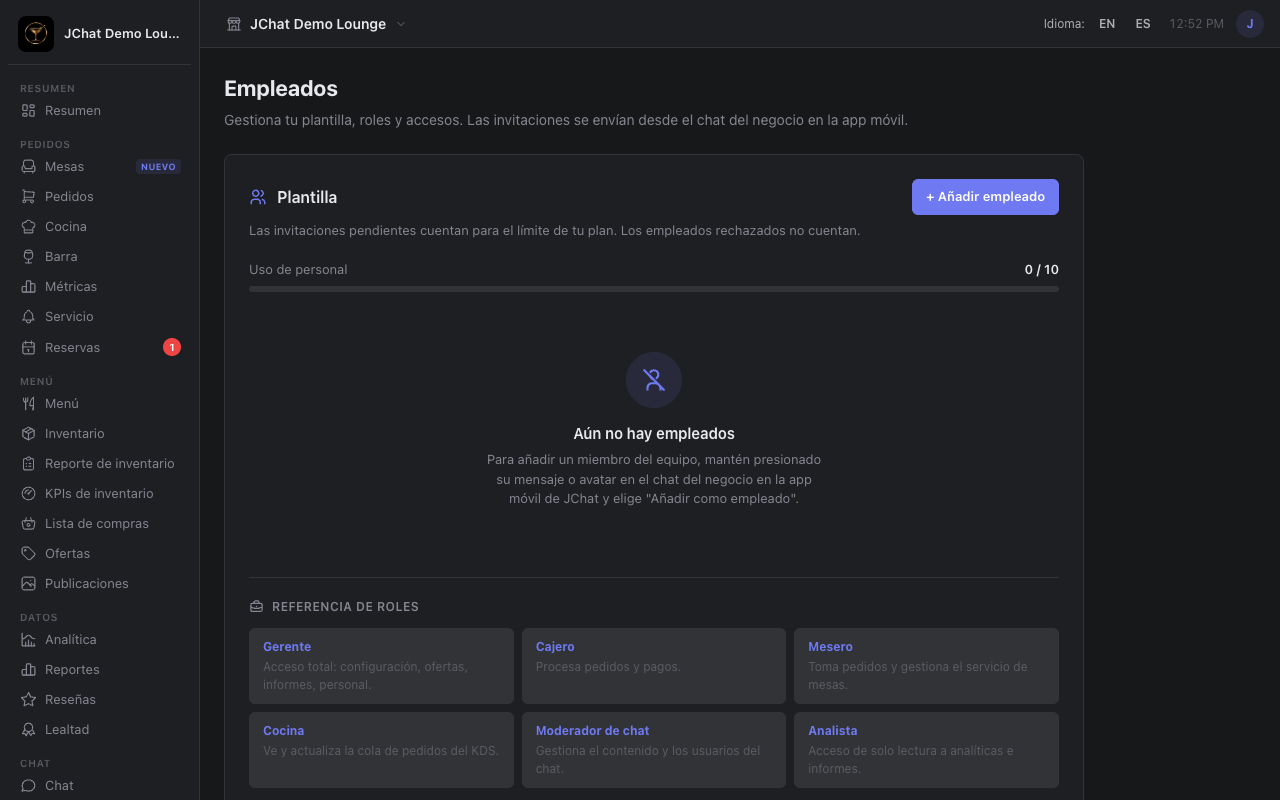 JChat Demo Lou...
RESUMEN
Resumen
PEDIDOS
Mesas NUEVO
Pedidos
Cocina
Barra
Métricas
Servicio
Reservas 1
MENÚ
Menú
Inventario
Reporte de inventario
KPIs de inventario
Lista de compras
Ofertas
Publicaciones
DATOS
Analítica
Reportes
Reseñas
Lealtad
CHAT
Chat
JChat Demo Lounge
Idioma: EN ES 12:52 PM J
Empleados
Gestiona tu plantilla, roles y accesos. Las invitaciones se envían desde el chat del negocio en la app móvil.
Plantilla
+ Añadir empleado
Las invitaciones pendientes cuentan para el límite de tu plan. Los empleados rechazados no cuentan.
Uso de personal 0 / 10
Aún no hay empleados
Para añadir un miembro del equipo, mantén presionado
su mensaje o avatar en el chat del negocio en la app
móvil de JChat y elige "Añadir como empleado".
REFERENCIA DE ROLES
Gerente
Acceso total: configuración, ofertas,
informes, personal.
Cajero
Procesa pedidos y pagos.
Mesero
Toma pedidos y gestiona el servicio de
mesas.
Cocina
Ve y actualiza la cola de pedidos del KDS.
Moderador de chat
Gestiona el contenido y los usuarios del
chat.
Analista
Acceso de solo lectura a analíticas e
informes.